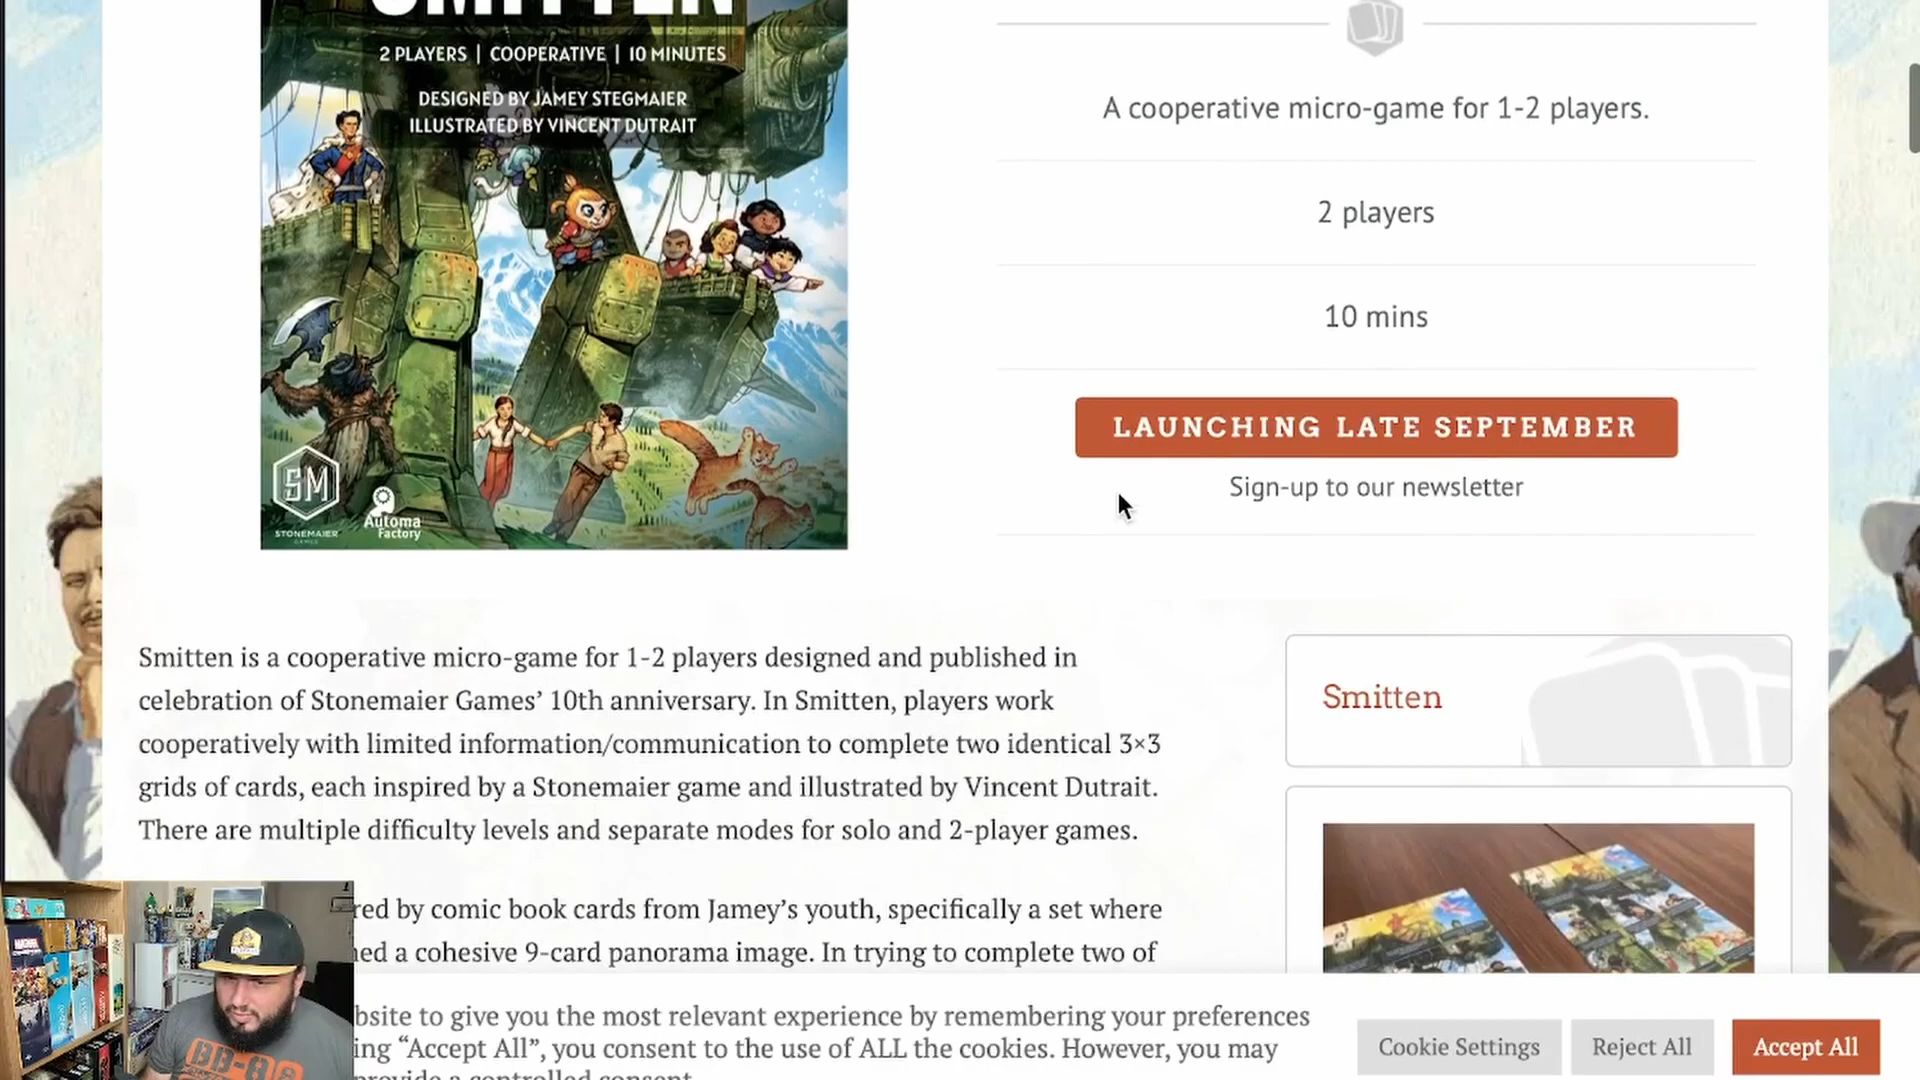 SMITTEN
2 PLAYERS | COOPERATIVE | 10 MINUTES
DESIGNED BY JAMEY STEGMAIER
ILLUSTRATED BY VINCENT DUTRAIT
SM
STONEMAIER
GAMES
Automa
Factory
A cooperative micro-game for 1-2 players.
2 players
10 mins
LAUNCHING LATE SEPTEMBER
Sign-up to our newsletter
Smitten is a cooperative micro-game for 1-2 players designed and published in
celebration of Stonemaier Games’ 10th anniversary. In Smitten, players work
cooperatively with limited information/communication to complete two identical 3×3
grids of cards, each inspired by a Stonemaier game and illustrated by Vincent Dutrait.
There are multiple difficulty levels and separate modes for solo and 2-player games.
red by comic book cards from Jamey’s youth, specifically a set where
ned a cohesive 9-card panorama image. In trying to complete two of
Smitten
bsite to give you the most relevant experience by remembering your preferences
ing “Accept All”, you consent to the use of ALL the cookies. However, you may
provide a controlled consent.
Cookie Settings
Reject All
Accept All
MARVEL
BB-8